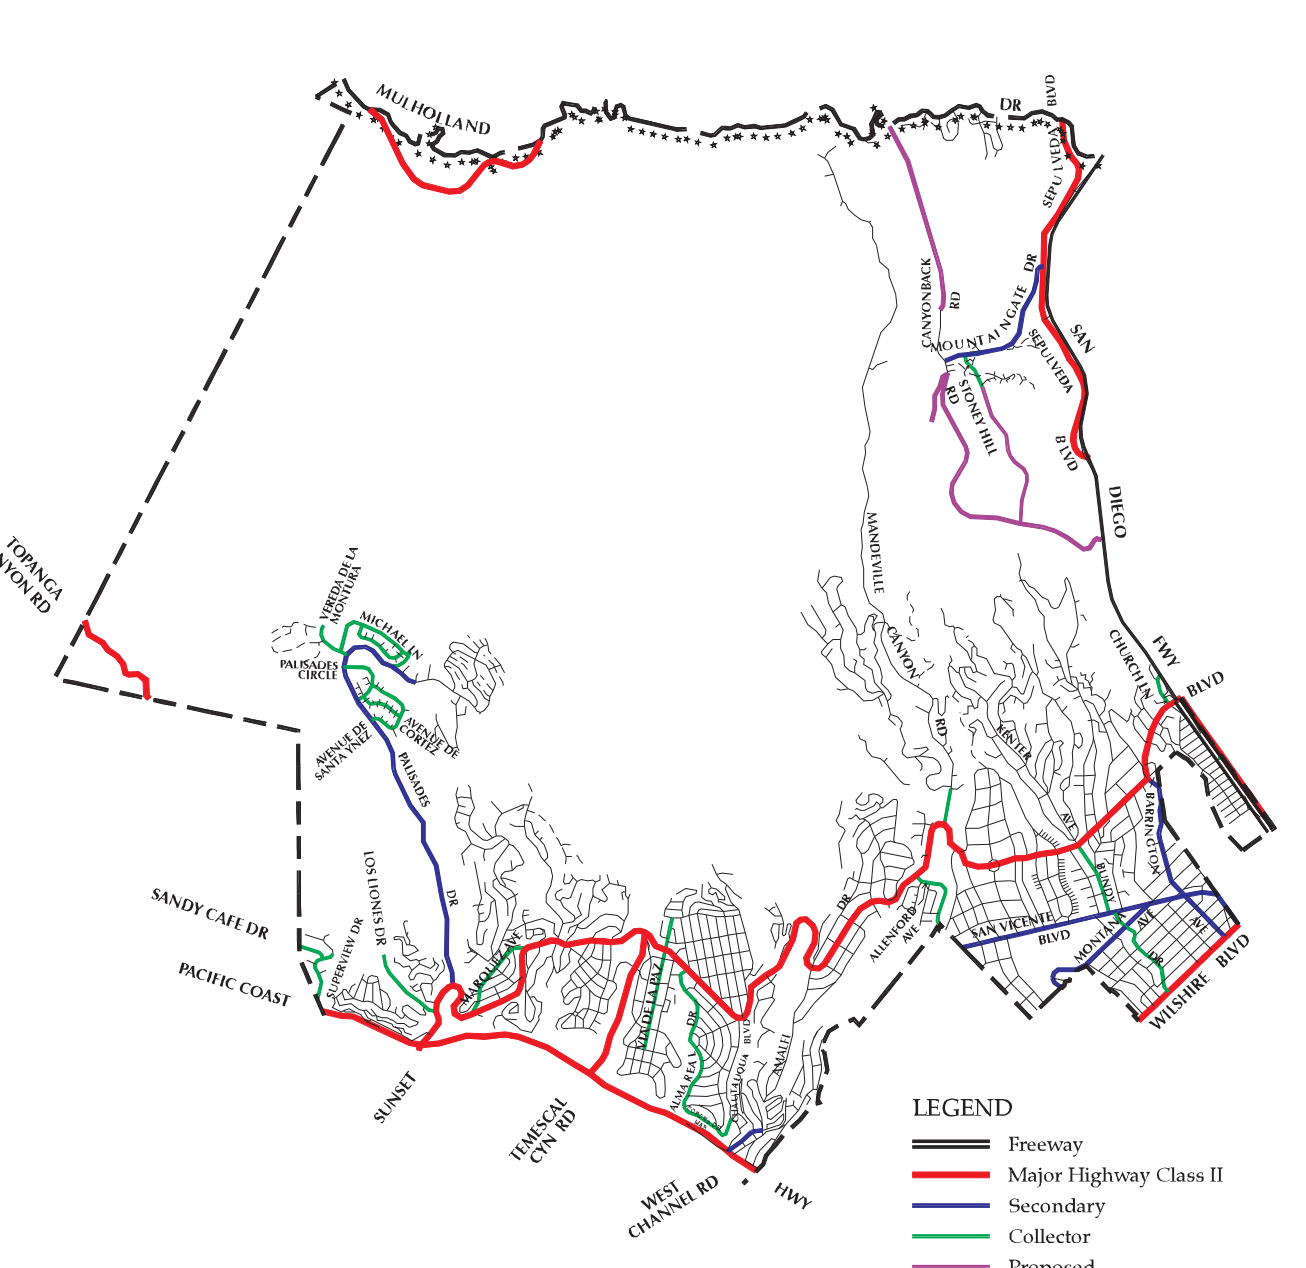 MULHOLLAND
DR
BLVD
SEPULVEDA
CANYONBACK
RD
MOUNTAINGATE DR
SAN
SEPULVEDA
BLVD
RD
STONEY HILL
DIEGO
MANDEVILLE
CANYON
RD
TOPANGA
NYON RD
VEREDA DE LA
MONTURA
MICHAEL LN
PALISADES
CIRCLE
AVENUE DE
SANTA YNEZ
AVENUE DE
CORTEZ
PALISADES
DR
CHURCH LN
FWY
BLVD
KENTER
AVE
BARRINGTON
AVE
BUNDY
DR
SAN VICENTE
BLVD
MONTANA
AVE
WILSHIRE BLVD
SANDY CAFE DR
LOS LIONES DR
SUPERVIEW DR
PACIFIC COAST
MARQUEZ AVE
VIA DE LA PAZ
DR
ALLENFORD
AVE
DR
ALMA REAL
CHAUTAUQUA
BLVD
AMALFI
SUNSET
TEMESCAL
CYN RD
WEST
CHANNEL RD
HWY
LEGEND
Freeway
Major Highway Class II
Secondary
Collector
Proposed